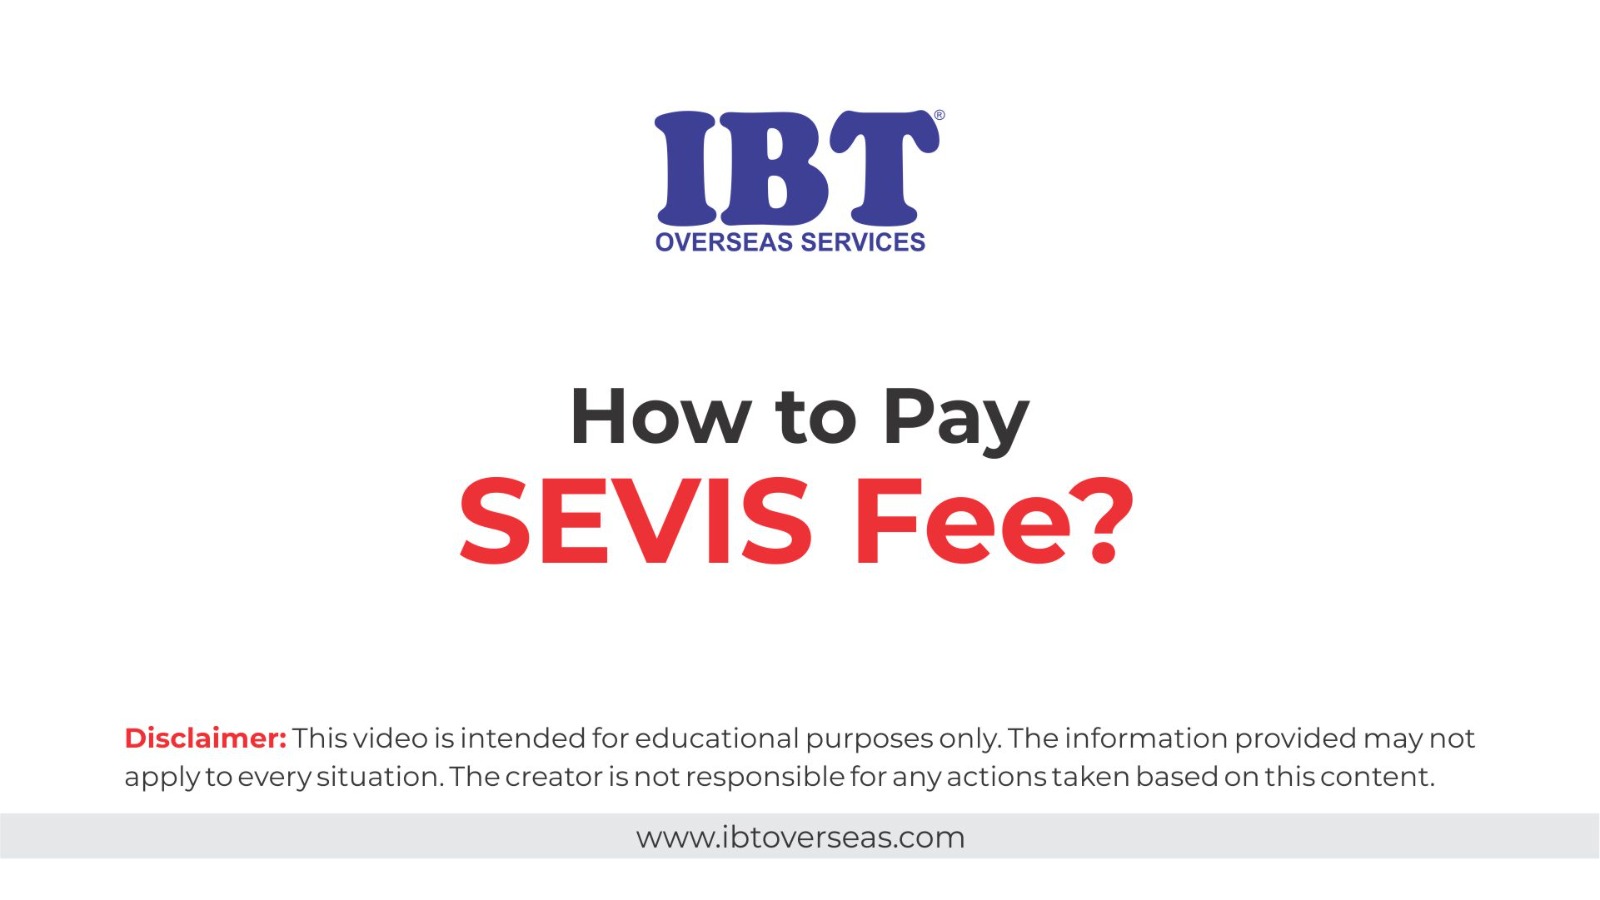 IBT®
OVERSEAS SERVICES
How to Pay
SEVIS Fee?
Disclaimer: This video is intended for educational purposes only. The information provided may not
apply to every situation. The creator is not responsible for any actions taken based on this content.
www.ibtoverseas.com